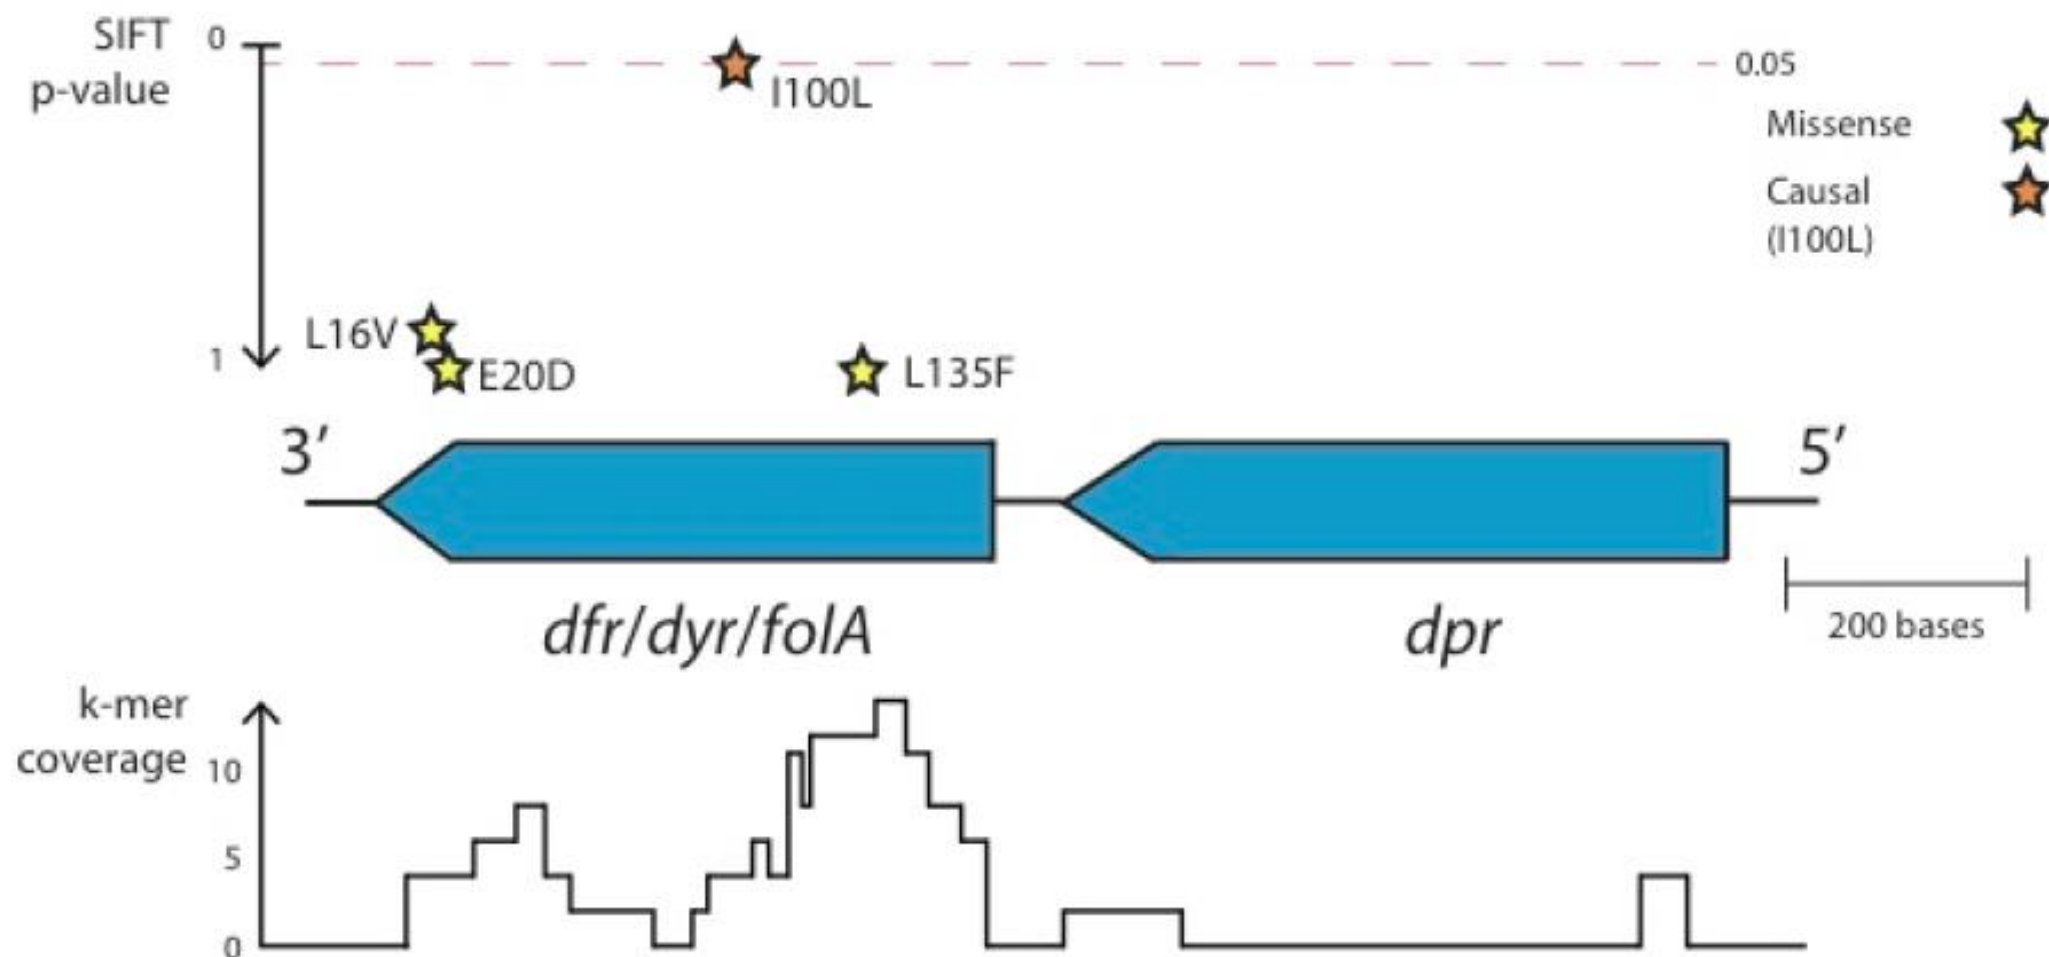 SIFT
p-value
0
0.05
I100L
Missense
Causal
(I100L)
L16V
1
E20D
L135F
3′
5′
dfr/dyr/folA
dpr
200 bases
k-mer
coverage
10
5
0